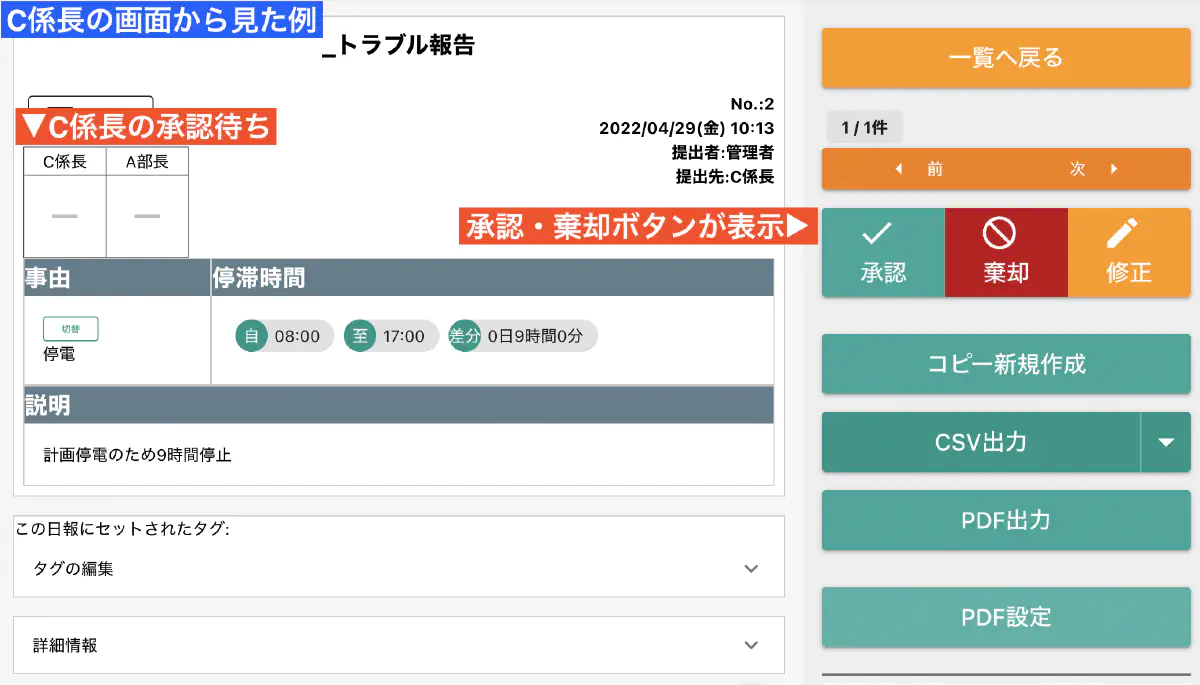 C係長の画面から見た例
_トラブル報告
No.:2
2022/04/29(金) 10:13
提出者:管理者
提出先:C係長
▼C係長の承認待ち
C係長 A部長
— —
承認・棄却ボタンが表示▶
事由 停滞時間
切替
停電
自 08:00 至 17:00 差分 0日9時間0分
説明
計画停電のため9時間停止
この日報にセットされたタグ:
タグの編集
詳細情報
一覧へ戻る
1 / 1件
前 次
承認 棄却 修正
コピー新規作成
CSV出力
PDF出力
PDF設定